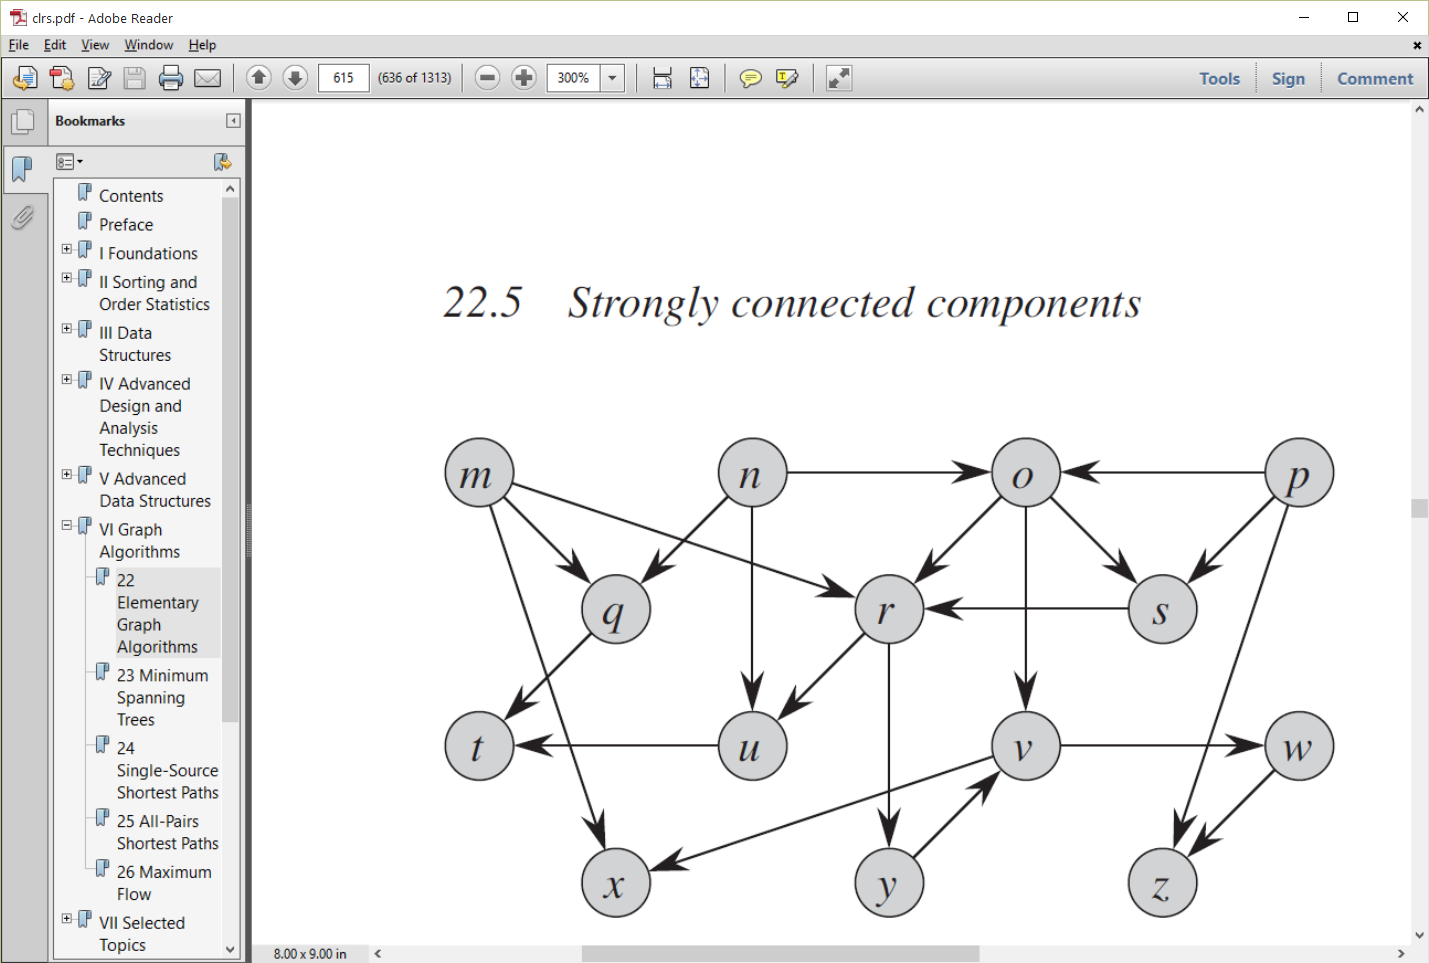 clrs.pdf - Adobe Reader
File Edit View Window Help
615 (636 of 1313) 300% Tools Sign Comment
Bookmarks
Contents
Preface
I Foundations
II Sorting and
Order Statistics
III Data
Structures
IV Advanced
Design and
Analysis
Techniques
V Advanced
Data Structures
VI Graph
Algorithms
22
Elementary
Graph
Algorithms
23 Minimum
Spanning
Trees
24
Single-Source
Shortest Paths
25 All-Pairs
Shortest Paths
26 Maximum
Flow
VII Selected
Topics
22.5 Strongly connected components
m n o p
q r s
t u v w
x y z
8.00 x 9.00 in